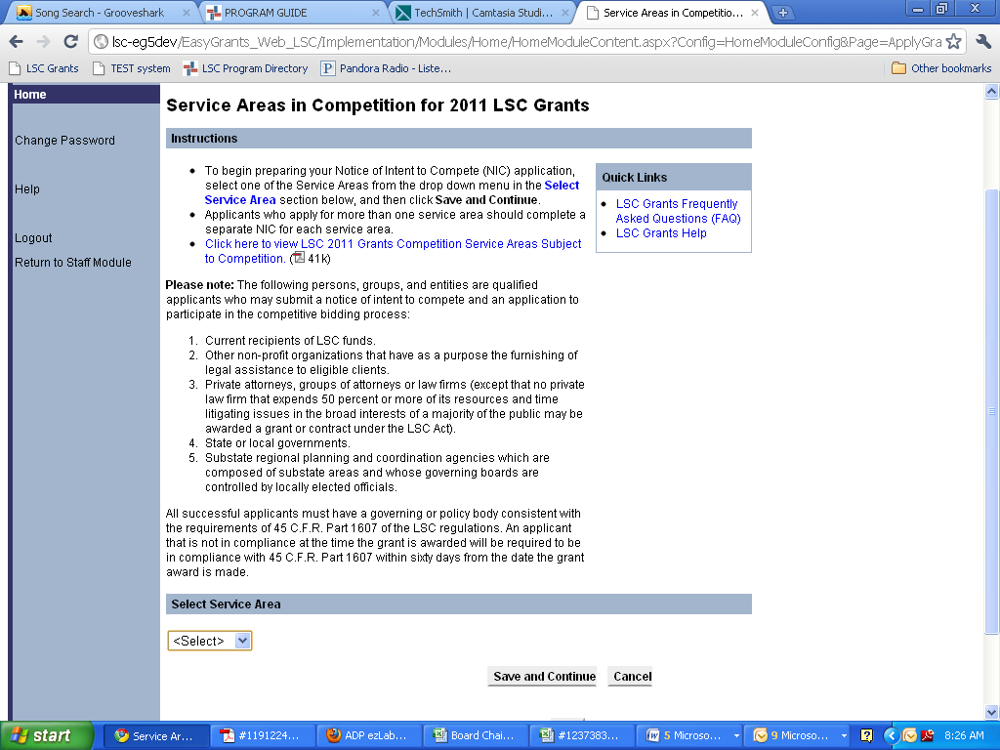 Song Search - Grooveshark
PROGRAM GUIDE
TechSmith | Camtasia Studi...
Service Areas in Competitio...
lsc-eg5dev/EasyGrants_Web_LSC/Implementation/Modules/Home/HomeModuleContent.aspx?Config=HomeModuleConfig&Page=ApplyGra
LSC Grants
TEST system
LSC Program Directory
Pandora Radio - Liste...
Other bookmarks
Home
Change Password
Help
Logout
Return to Staff Module
Service Areas in Competition for 2011 LSC Grants
Instructions
• To begin preparing your Notice of Intent to Compete (NIC) application,
select one of the Service Areas from the drop down menu in the Select
Service Area section below, and then click Save and Continue.
• Applicants who apply for more than one service area should complete a
separate NIC for each service area.
• Click here to view LSC 2011 Grants Competition Service Areas Subject
to Competition. ( 41k)
Quick Links
• LSC Grants Frequently
Asked Questions (FAQ)
• LSC Grants Help
Please note: The following persons, groups, and entities are qualified
applicants who may submit a notice of intent to compete and an application to
participate in the competitive bidding process:
1. Current recipients of LSC funds.
2. Other non-profit organizations that have as a purpose the furnishing of
legal assistance to eligible clients.
3. Private attorneys, groups of attorneys or law firms (except that no private
law firm that expends 50 percent or more of its resources and time
litigating issues in the broad interests of a majority of the public may be
awarded a grant or contract under the LSC Act).
4. State or local governments.
5. Substate regional planning and coordination agencies which are
composed of substate areas and whose governing boards are
controlled by locally elected officials.
All successful applicants must have a governing or policy body consistent with
the requirements of 45 C.F.R. Part 1607 of the LSC regulations. An applicant
that is not in compliance at the time the grant is awarded will be required to be
in compliance with 45 C.F.R. Part 1607 within sixty days from the date the grant
award is made.
Select Service Area
<Select>
Save and Continue
Cancel
start
Service Ar...
#1191224...
ADP ezLab...
Board Chai...
#1237383...
5 Microso...
9 Microso...
8:26 AM